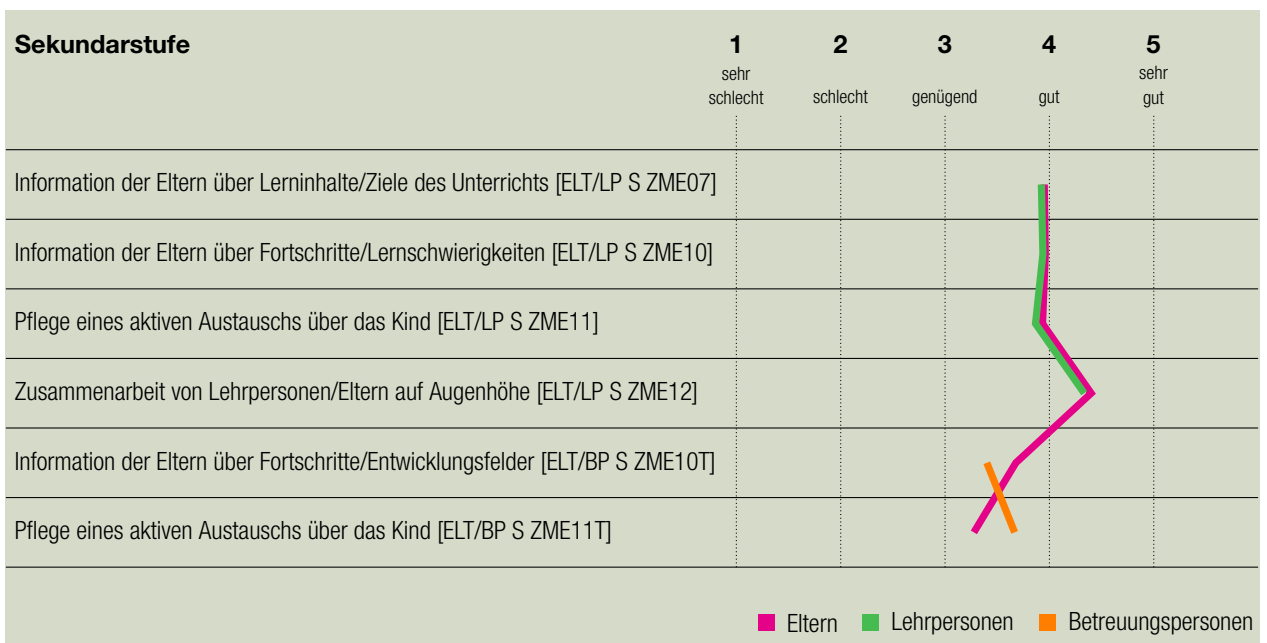 Sekundarstufe
1 2 3 4 5
sehr sehr
schlecht schlecht genügend gut gut
Information der Eltern über Lerninhalte/Ziele des Unterrichts [ELT/LP S ZME07]
Information der Eltern über Fortschritte/Lernschwierigkeiten [ELT/LP S ZME10]
Pflege eines aktiven Austauschs über das Kind [ELT/LP S ZME11]
Zusammenarbeit von Lehrpersonen/Eltern auf Augenhöhe [ELT/LP S ZME12]
Information der Eltern über Fortschritte/Entwicklungsfelder [ELT/BP S ZME10T]
Pflege eines aktiven Austauschs über das Kind [ELT/BP S ZME11T]
Eltern Lehrpersonen Betreuungspersonen